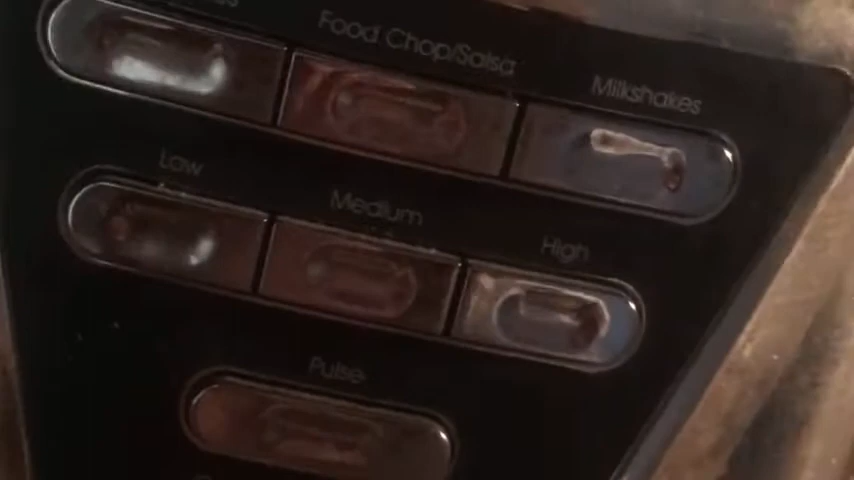 Food Chop/Salsa
Milkshakes
Low
Medium
High
Pulse